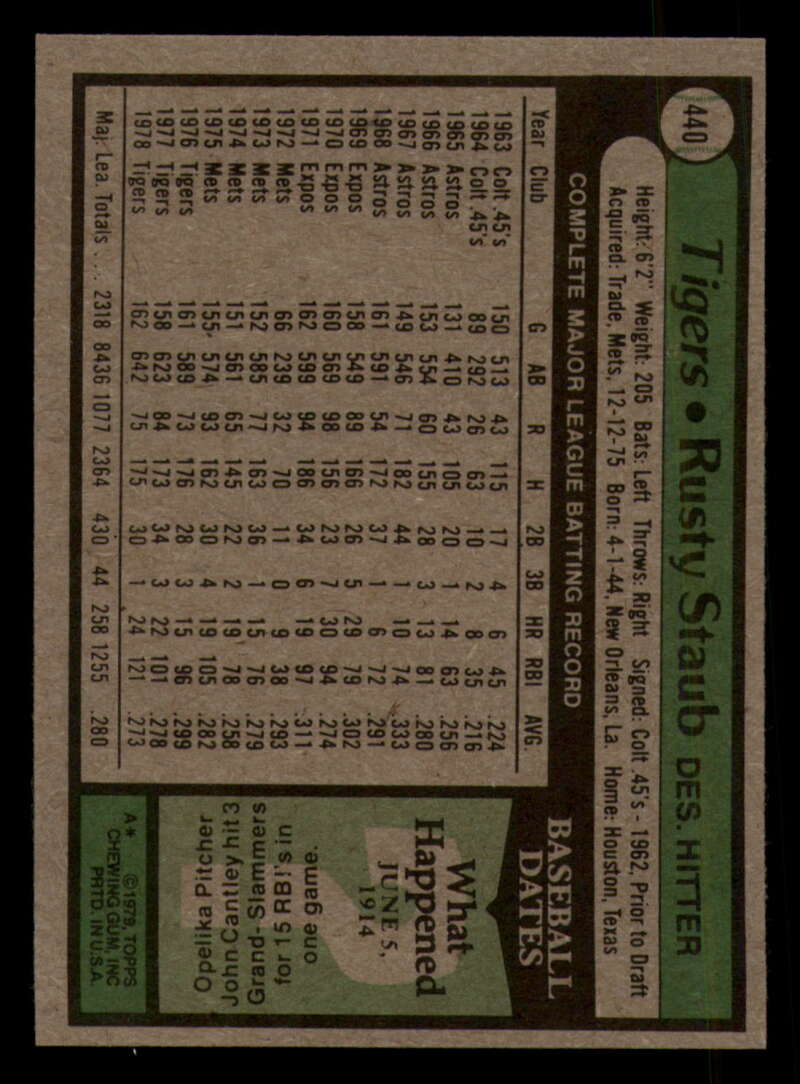 440
Tigers • Rusty Staub DES. HITTER
Height: 6'2" Weight: 205 Bats: Left Throws: Right Signed: Colt .45's - 1962, Prior to Draft
Acquired: Trade, Mets, 12-12-75 Born: 4-1-44, New Orleans, La. Home: Houston, Texas
COMPLETE MAJOR LEAGUE BATTING RECORD
Year Club G AB R H 2B 3B HR RBI AVG.
1963 Colt .45's 150 513 43 115 17 4 6 45 .224
1964 Colt .45's 89 292 26 63 10 2 8 35 .216
1965 Astros 131 410 43 105 20 1 14 63 .256
1966 Astros 153 554 60 155 28 3 13 81 .280
1967 Astros 149 546 71 182 44 1 10 74 .333
1968 Astros 161 591 54 172 37 1 6 72 .291
1969 Expos 158 549 89 166 26 5 29 79 .302
1970 Expos 160 569 98 156 23 7 30 94 .274
1971 Expos 162 599 94 186 34 6 19 97 .311
1972 Mets 66 239 32 70 11 0 9 38 .293
1973 Mets 152 585 77 163 36 1 15 76 .279
1974 Mets 151 561 65 145 22 2 19 78 .258
1975 Mets 155 574 93 162 30 4 19 105 .282
1976 Tigers 161 589 73 176 28 3 15 96 .299
1977 Tigers 158 623 84 173 34 3 22 101 .278
1978 Tigers 162 642 75 175 30 1 24 121 .273
Maj. Lea. Totals . . . 2318 8436 1077 2364 430 44 258 1255 .280
BASEBALL
DATES
What
Happened
JUNE 5,
1914
Opelika Pitcher
John Cantley hit 3
Grand-Slammers
for 15 RBI's in
one game.
A* ©1979, TOPPS
CHEWING GUM, INC
PRTD. IN U.S.A.